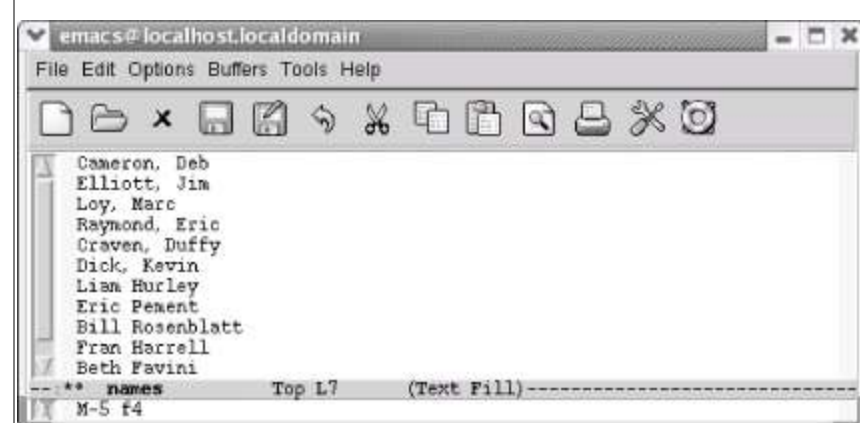 emacs@localhost.localdomain
File Edit Options Buffers Tools Help
Cameron, Deb
Elliott, Jim
Loy, Marc
Raymond, Eric
Craven, Duffy
Dick, Kevin
Liam Hurley
Eric Pement
Bill Rosenblatt
Fran Harrell
Beth Favini
--:** names Top L7 (Text Fill)------------------------------
M-5 f4